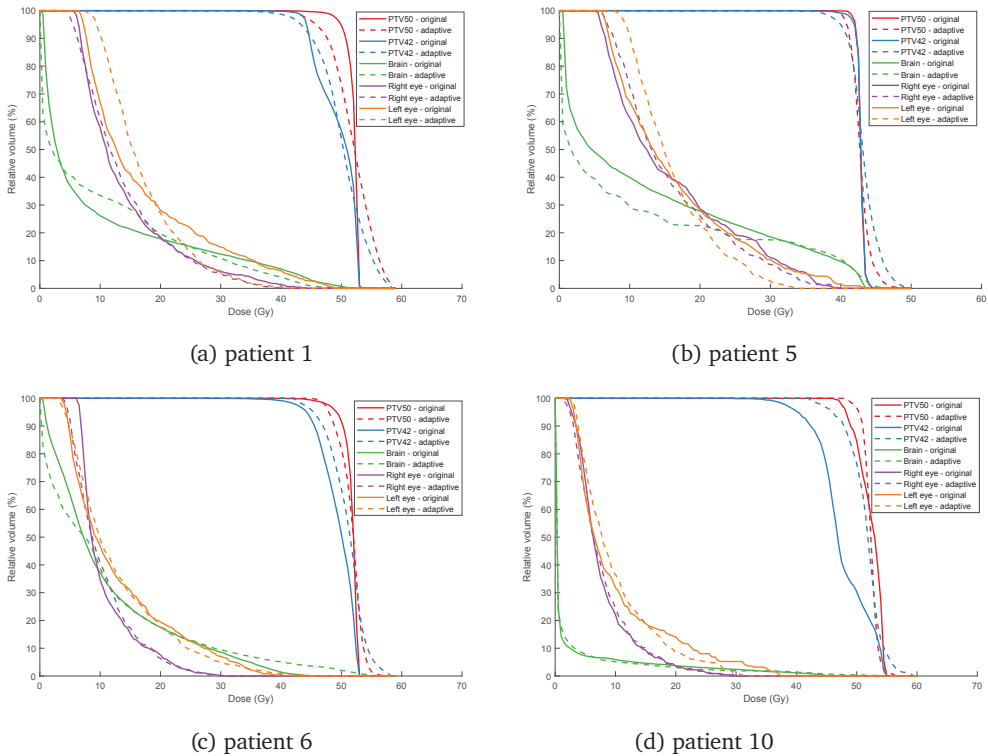 100
90
80
70
60
50
40
30
20
10
0
Relative volume (%)
0 10 20 30 40 50 60 70
Dose (Gy)
PTV50 - original
PTV50 - adaptive
PTV42 - original
PTV42 - adaptive
Brain - original
Brain - adaptive
Right eye - original
Right eye - adaptive
Left eye - original
Left eye - adaptive
(a) patient 1
100
90
80
70
60
50
40
30
20
10
0
Relative volume (%)
0 10 20 30 40 50 60
Dose (Gy)
PTV50 - original
PTV50 - adaptive
PTV42 - original
PTV42 - adaptive
Brain - original
Brain - adaptive
Right eye - original
Right eye - adaptive
Left eye - original
Left eye - adaptive
(b) patient 5
100
90
80
70
60
50
40
30
20
10
0
Relative volume (%)
0 10 20 30 40 50 60 70
Dose (Gy)
PTV50 - original
PTV50 - adaptive
PTV42 - original
PTV42 - adaptive
Brain - original
Brain - adaptive
Right eye - original
Right eye - adaptive
Left eye - original
Left eye - adaptive
(c) patient 6
100
90
80
70
60
50
40
30
20
10
0
Relative volume (%)
0 10 20 30 40 50 60 70
Dose (Gy)
PTV50 - original
PTV50 - adaptive
PTV42 - original
PTV42 - adaptive
Brain - original
Brain - adaptive
Right eye - original
Right eye - adaptive
Left eye - original
Left eye - adaptive
(d) patient 10